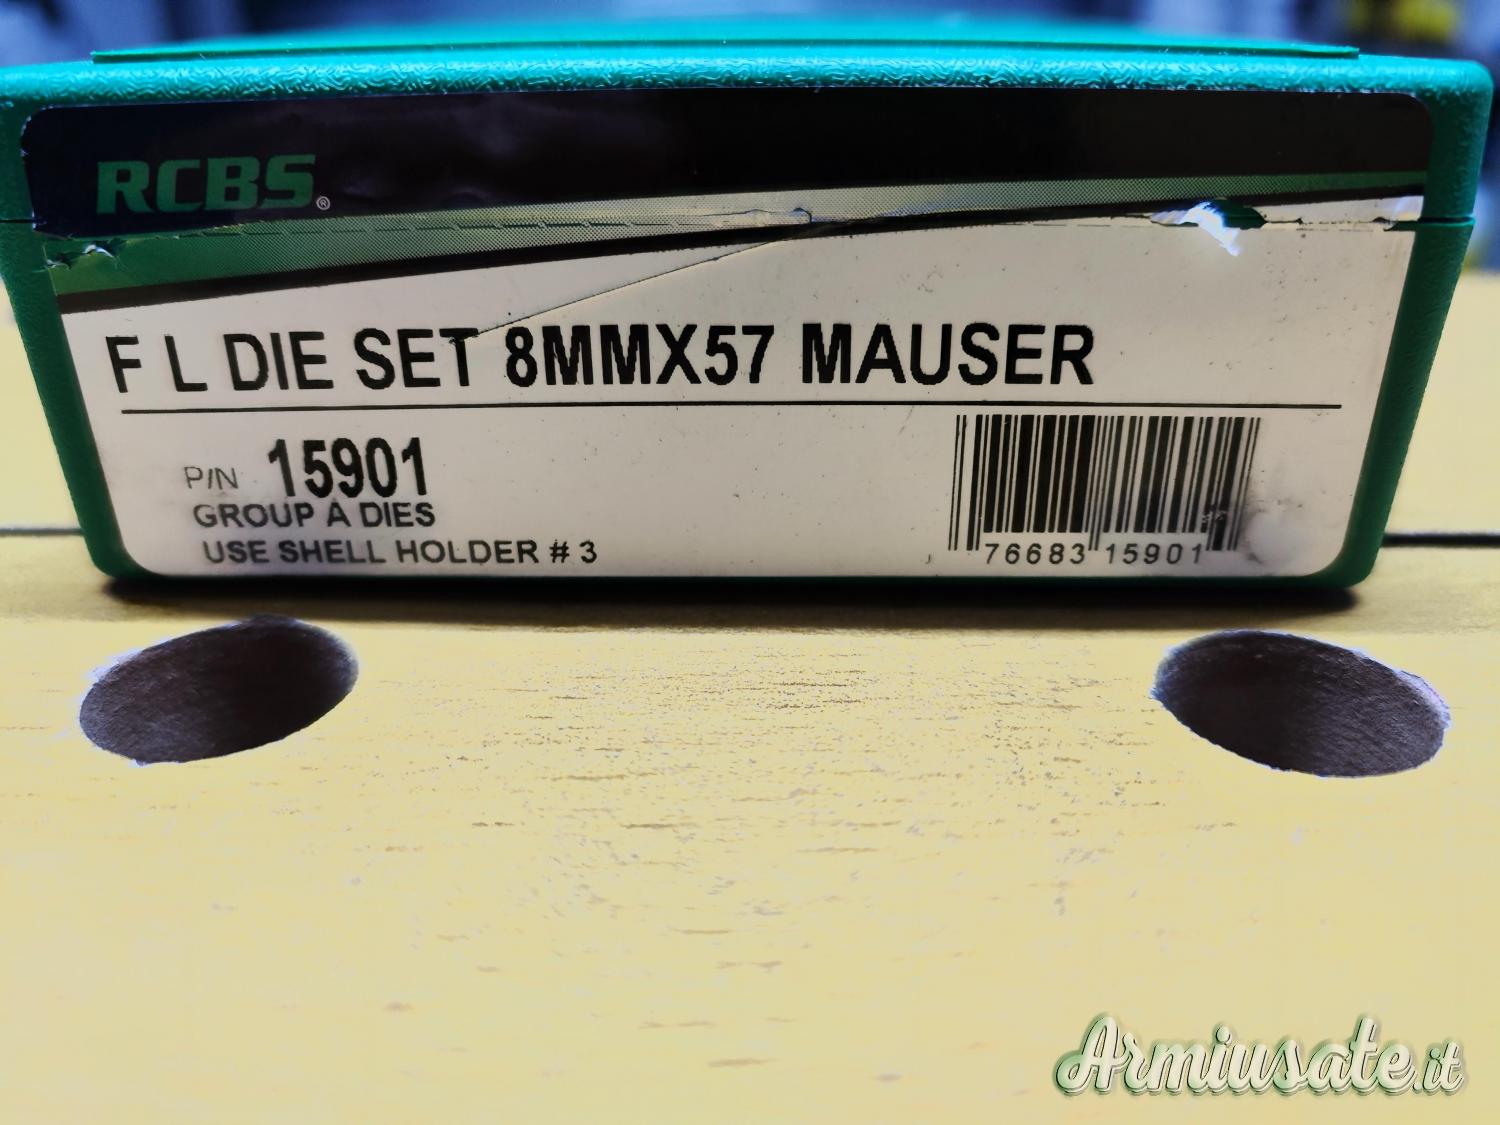 RCBS®
F L DIE SET 8MMX57 MAUSER
P/N 15901
GROUP A DIES
USE SHELL HOLDER # 3
76683 15901
Armiusate.it